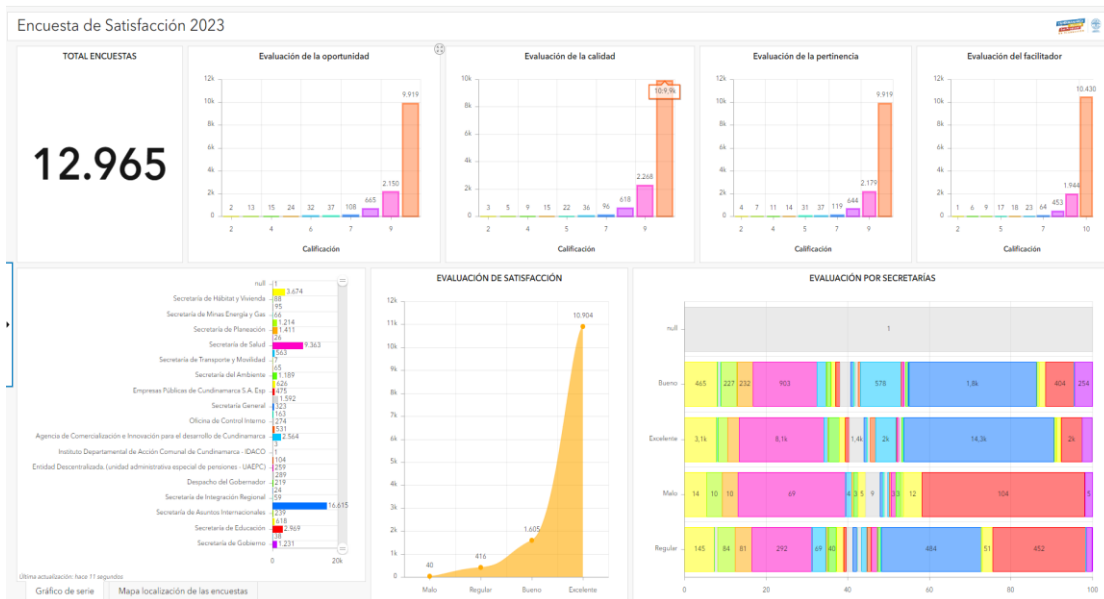 Encuesta de Satisfacción 2023
TOTAL ENCUESTAS
12.965
Evaluación de la oportunidad
12k
10k
8k
6k
4k
2k
0
2 13 15 24 32 37 108 665 2.150 9.919
2 4 6 7 9
Calificación
Evaluación de la calidad
10k
8k
6k
4k
2k
0
3 5 9 15 22 36 96 618 2.268
10:9,9k
2 4 6 7 9
Calificación
Evaluación de la pertinencia
12k
10k
8k
6k
4k
2k
0
4 7 11 14 31 37 119 644 2.179 9.919
2 4 6 7 9
Calificación
Evaluación del facilitador
12k
10k
8k
6k
4k
2k
0
1 6 9 17 18 23 64 453 1.944 10.430
2 5 7 10
Calificación
null 1
3.674
Secretaría de Hábitat y Vivienda 88
95
Secretaría de Minas Energía y Gas 66
1.214
Secretaría de Planeación 1.411
26
Secretaría de Salud 9.363
563
Secretaría de Transporte y Movilidad 7
65
Secretaría del Ambiente 1.189
626
Empresas Públicas de Cundinamarca S.A. Esp 475
1.592
Secretaría General 323
163
Oficina de Control Interno 274
531
Agencia de Comercialización e Innovación para el desarrollo de Cundinamarca 2.564
3
Instituto Departamental de Acción Comunal de Cundinamarca - IDACO 1
104
Entidad Descentralizada (unidad administrativa especial de pensiones - UAEPC) 259
289
Despacho del Gobernador 219
24
Secretaría de Integración Regional 59
16.615
Secretaría de Asuntos Internacionales 239
618
Secretaría de Educación 2.969
38
Secretaría de Gobierno 1.231
0 20k
Última actualización: hace 11 segundos
Gráfico de serie Mapa localización de las encuestas
EVALUACIÓN DE SATISFACCIÓN
12k
11k
10k
9k
8k
7k
6k
5k
4k
3k
2k
1k
0
40 416 1.605 10.904
Malo Regular Bueno Excelente
EVALUACIÓN POR SECRETARÍAS
null 1
Bueno 465 227 232 903 578 1,8k 404 254
Excelente 3,1k 8,1k 1,4k 2k 14,3k 2k
Malo 14 10 10 69 4 3 5 9 3 3 12 104 5
Regular 145 84 81 292 69 40 484 51 452
0 20 40 60 80 100